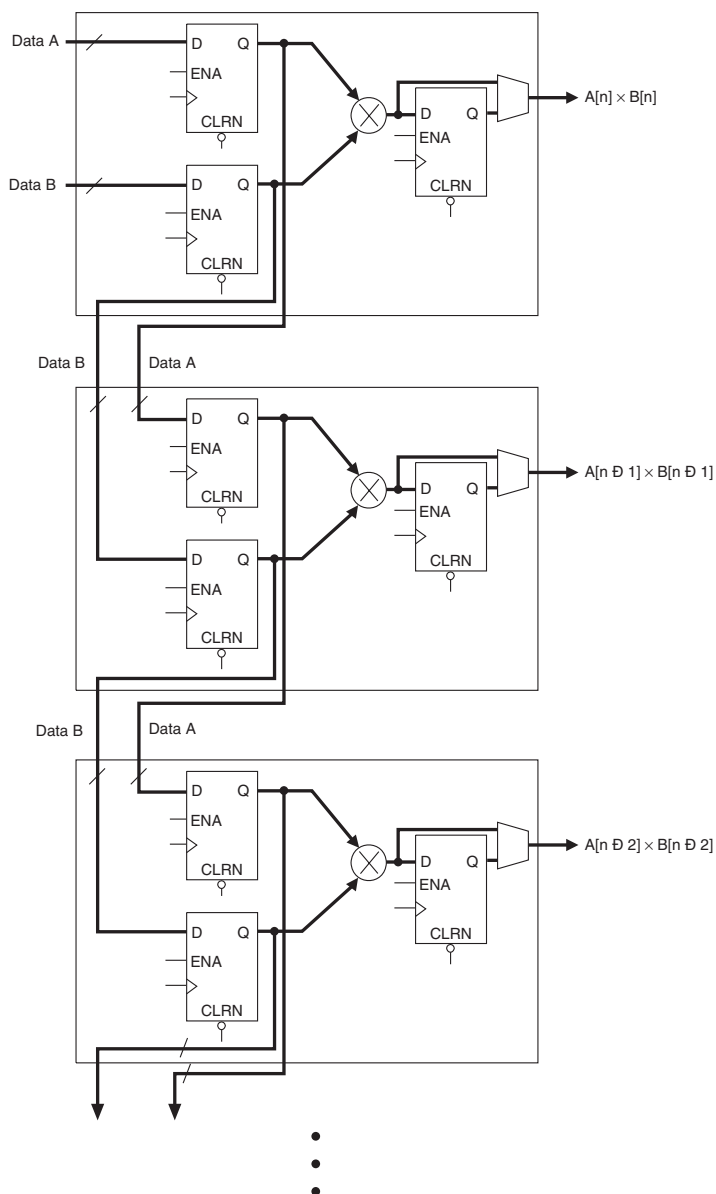 Data A
D Q
ENA
CLRN
D Q
ENA
CLRN
A[n] × B[n]
Data B
D Q
ENA
CLRN
Data B
Data A
D Q
ENA
CLRN
D Q
ENA
CLRN
A[n Ð 1] × B[n Ð 1]
D Q
ENA
CLRN
Data B
Data A
D Q
ENA
CLRN
D Q
ENA
CLRN
A[n Ð 2] × B[n Ð 2]
D Q
ENA
CLRN